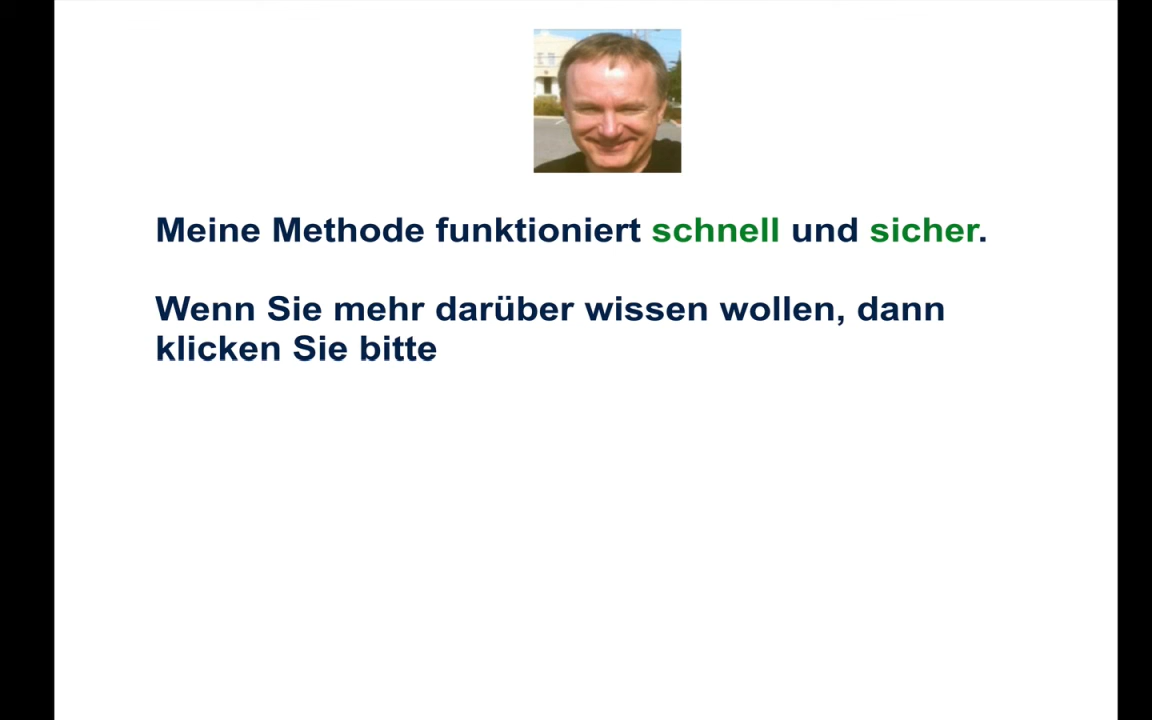 Meine Methode funktioniert schnell und sicher.
Wenn Sie mehr darüber wissen wollen, dann
klicken Sie bitte